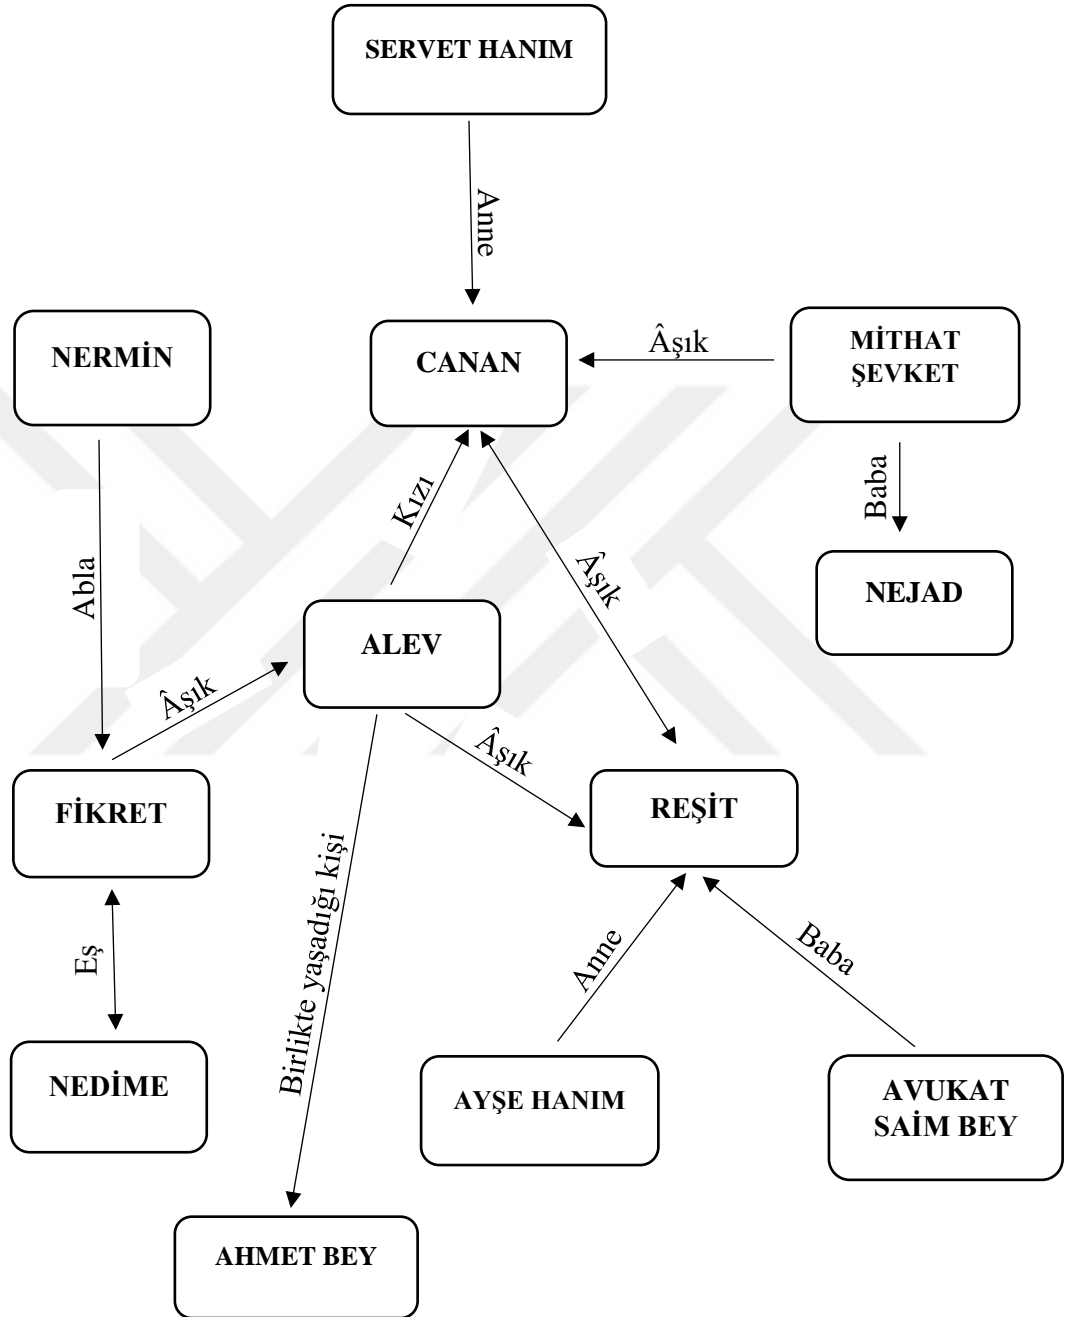 SERVET HANIM
Anne
NERMİN
CANAN
Âşık
MİTHAT
ŞEVKET
Baba
Kızı
Abla
Âşık
NEJAD
ALEV
Âşık
Âşık
FİKRET
REŞİT
Birlikte yaşadığı kişi
Eş
Anne
Baba
NEDİME
AYŞE HANIM
AVUKAT
SAİM BEY
AHMET BEY